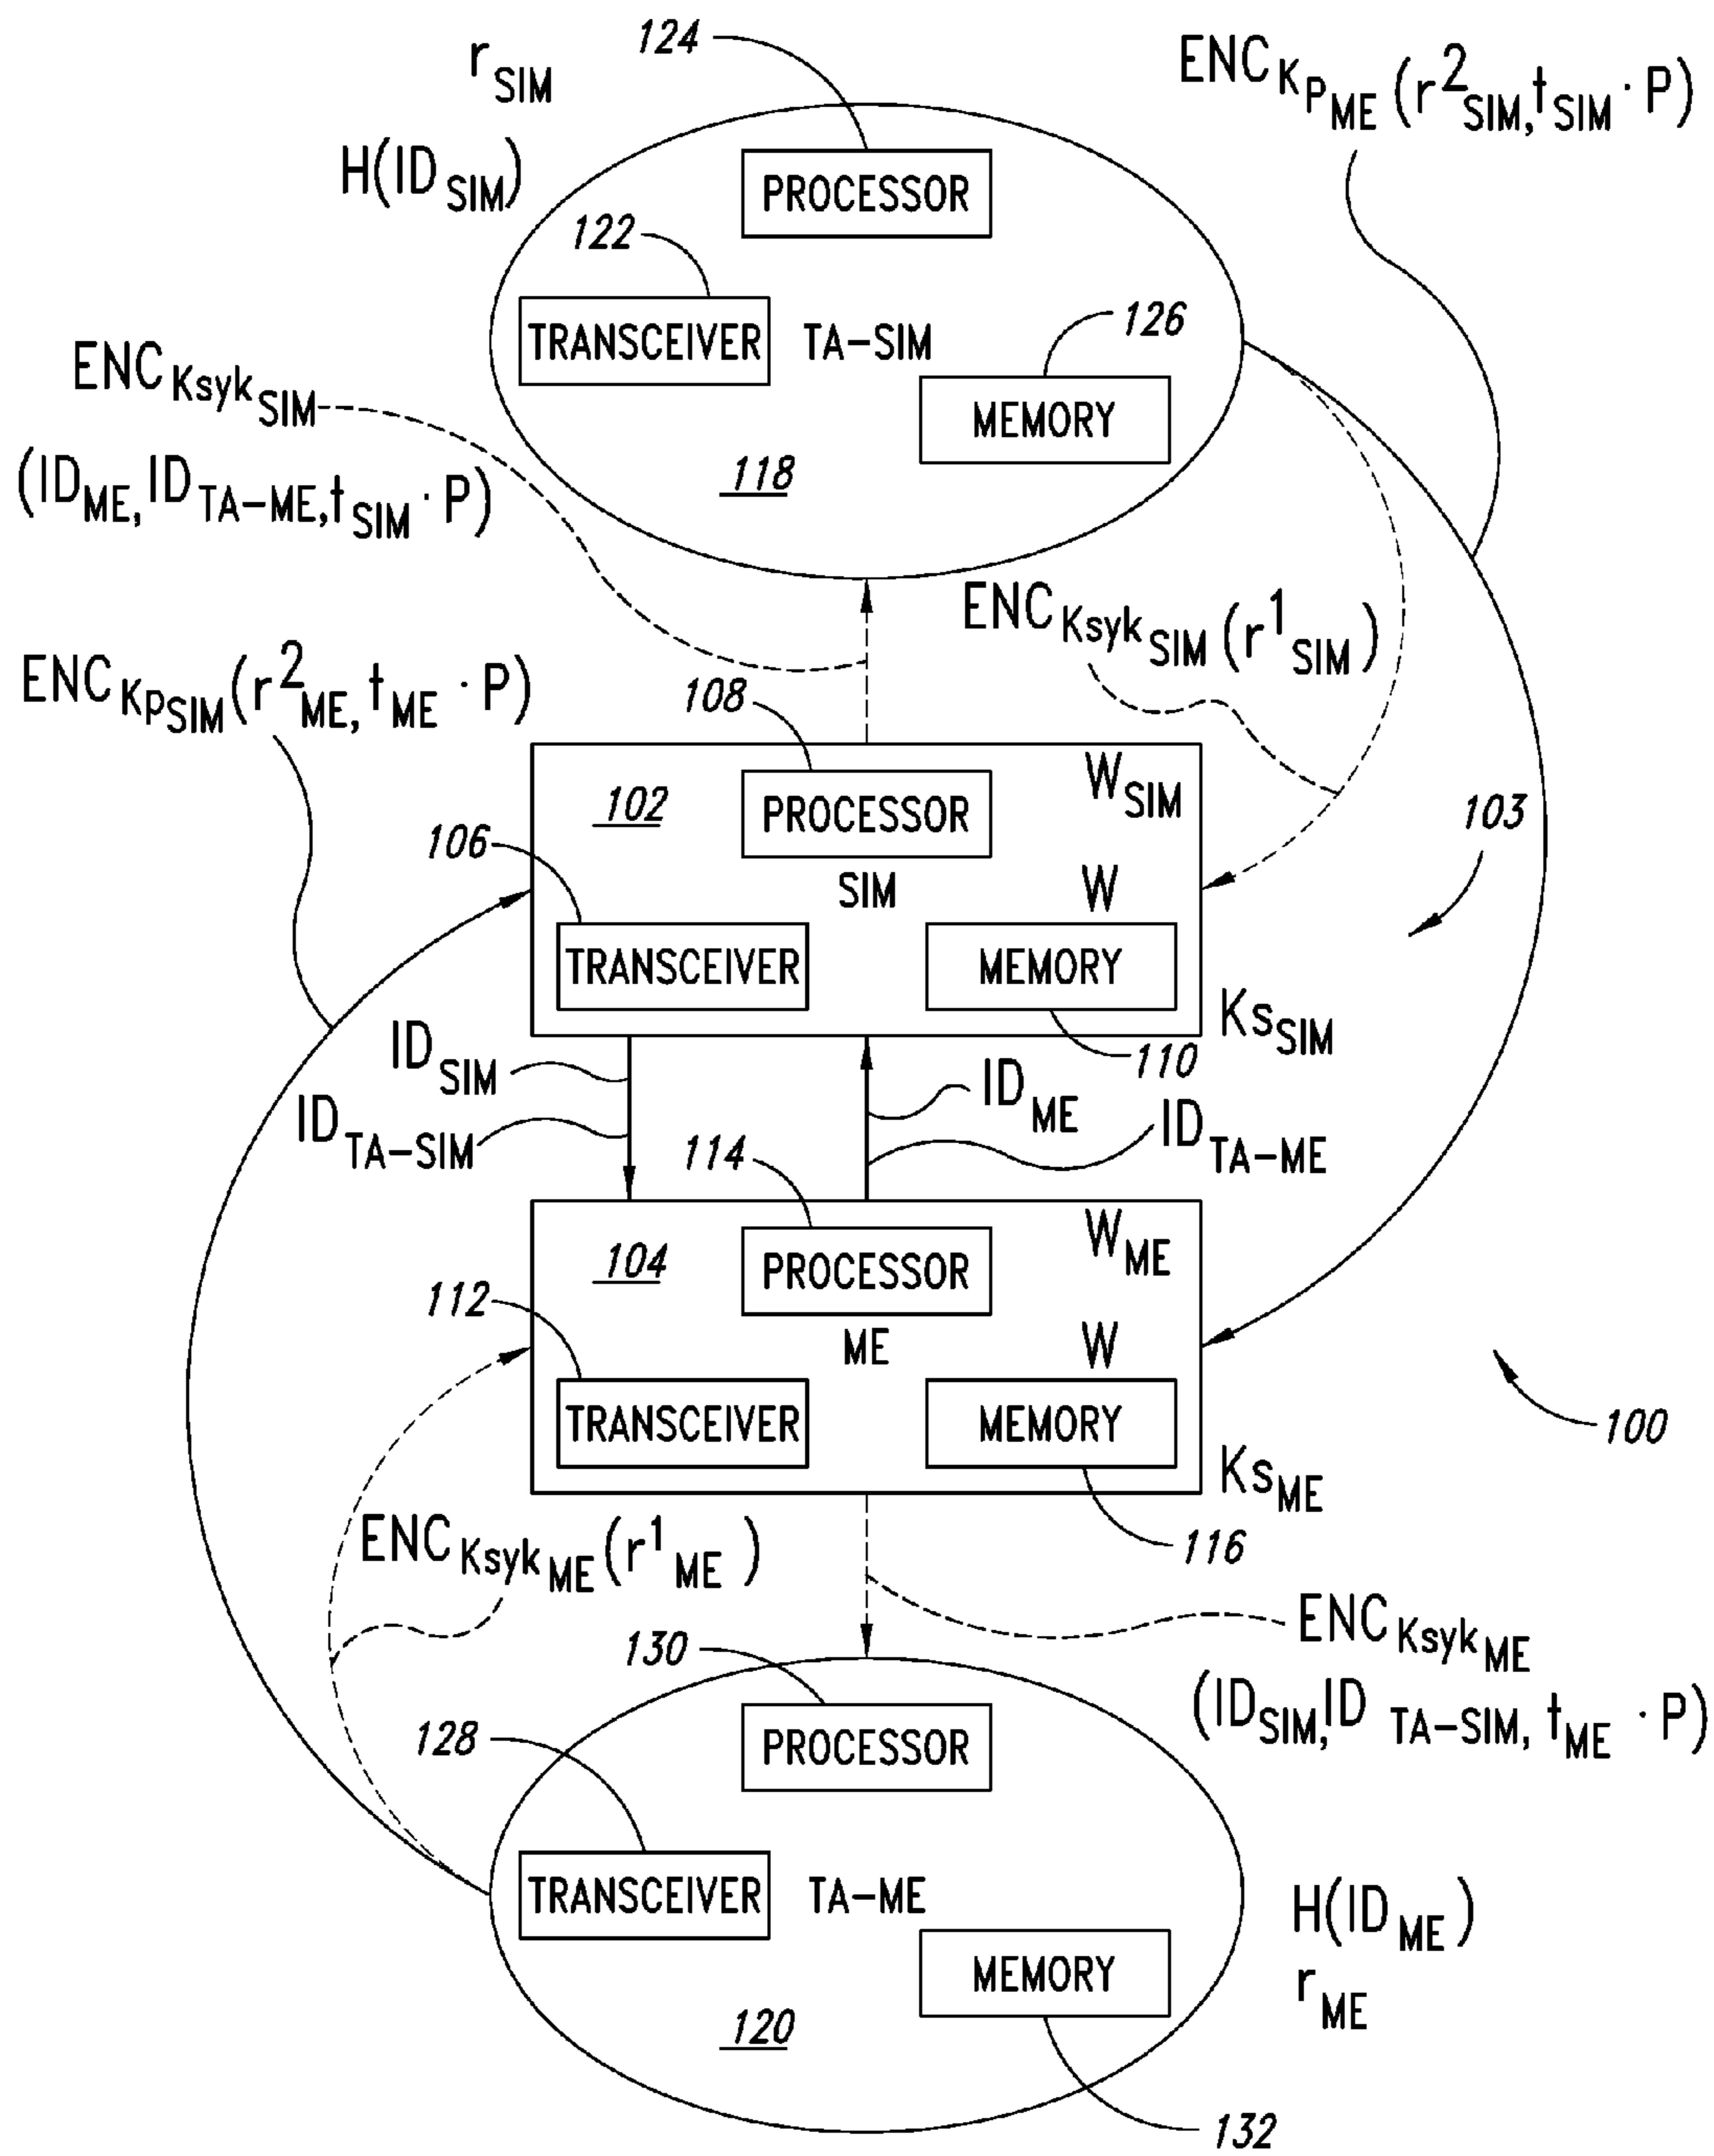 124
r SIM
ENC Kp ME (r2 SIM, t SIM · P)
H(ID SIM)
PROCESSOR
122
TRANSCEIVER
TA-SIM
126
MEMORY
118
ENC Ksyk SIM
(ID ME, ID TA-ME, t SIM · P)
ENC Ksyk SIM (r1 SIM)
ENC Kp SIM (r2 ME, t ME · P)
108
102
PROCESSOR
W SIM
103
106
SIM
W
TRANSCEIVER
MEMORY
Ks SIM
110
ID SIM
ID ME
ID TA-SIM
ID TA-ME
114
104
PROCESSOR
W ME
112
ME
W
TRANSCEIVER
MEMORY
100
Ks ME
116
ENC Ksyk ME (r1 ME)
ENC Ksyk ME
(ID SIM, ID TA-SIM, t ME · P)
130
PROCESSOR
128
TRANSCEIVER
TA-ME
H(ID ME)
MEMORY
r ME
120
132